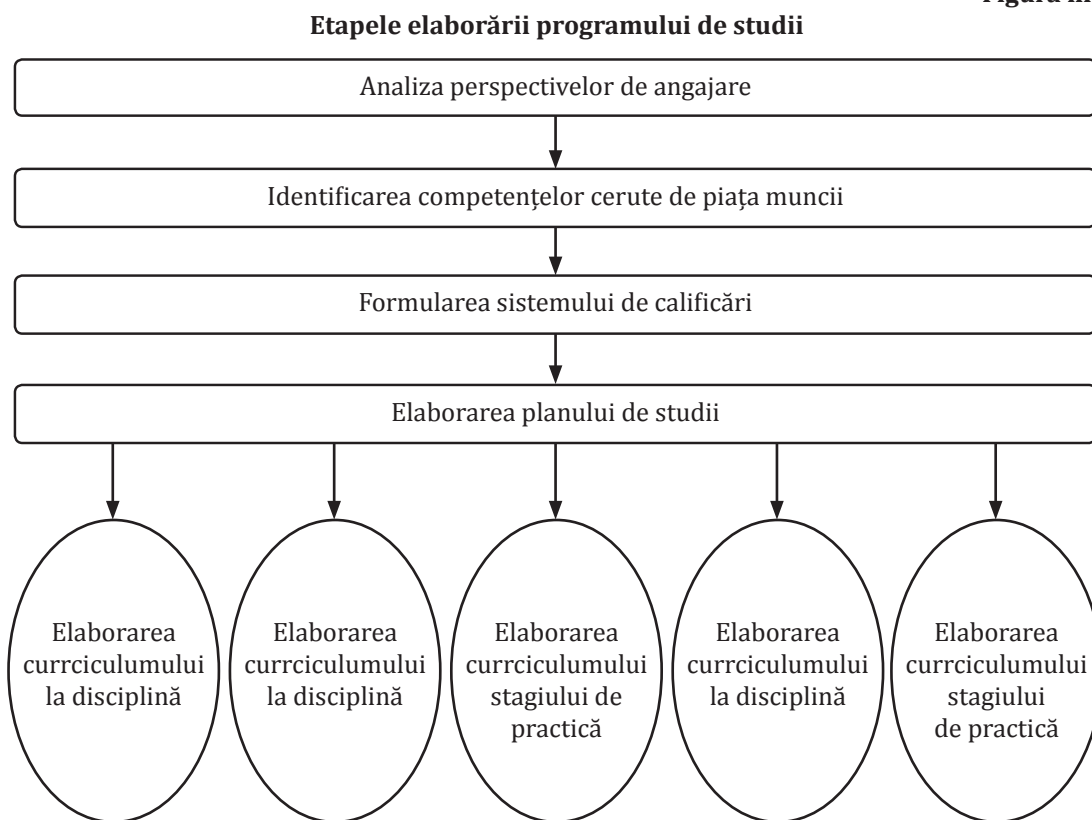 Etapele elaborării programului de studii
Analiza perspectivelor de angajare
Identificarea competențelor cerute de piața muncii
Formularea sistemului de calificări
Elaborarea planului de studii
Elaborarea
currciculumului
la disciplină
Elaborarea
currciculumului
la disciplină
Elaborarea
currciculumului
stagiului de
practică
Elaborarea
currciculumului
la disciplină
Elaborarea
currciculumului
stagiului
de practică